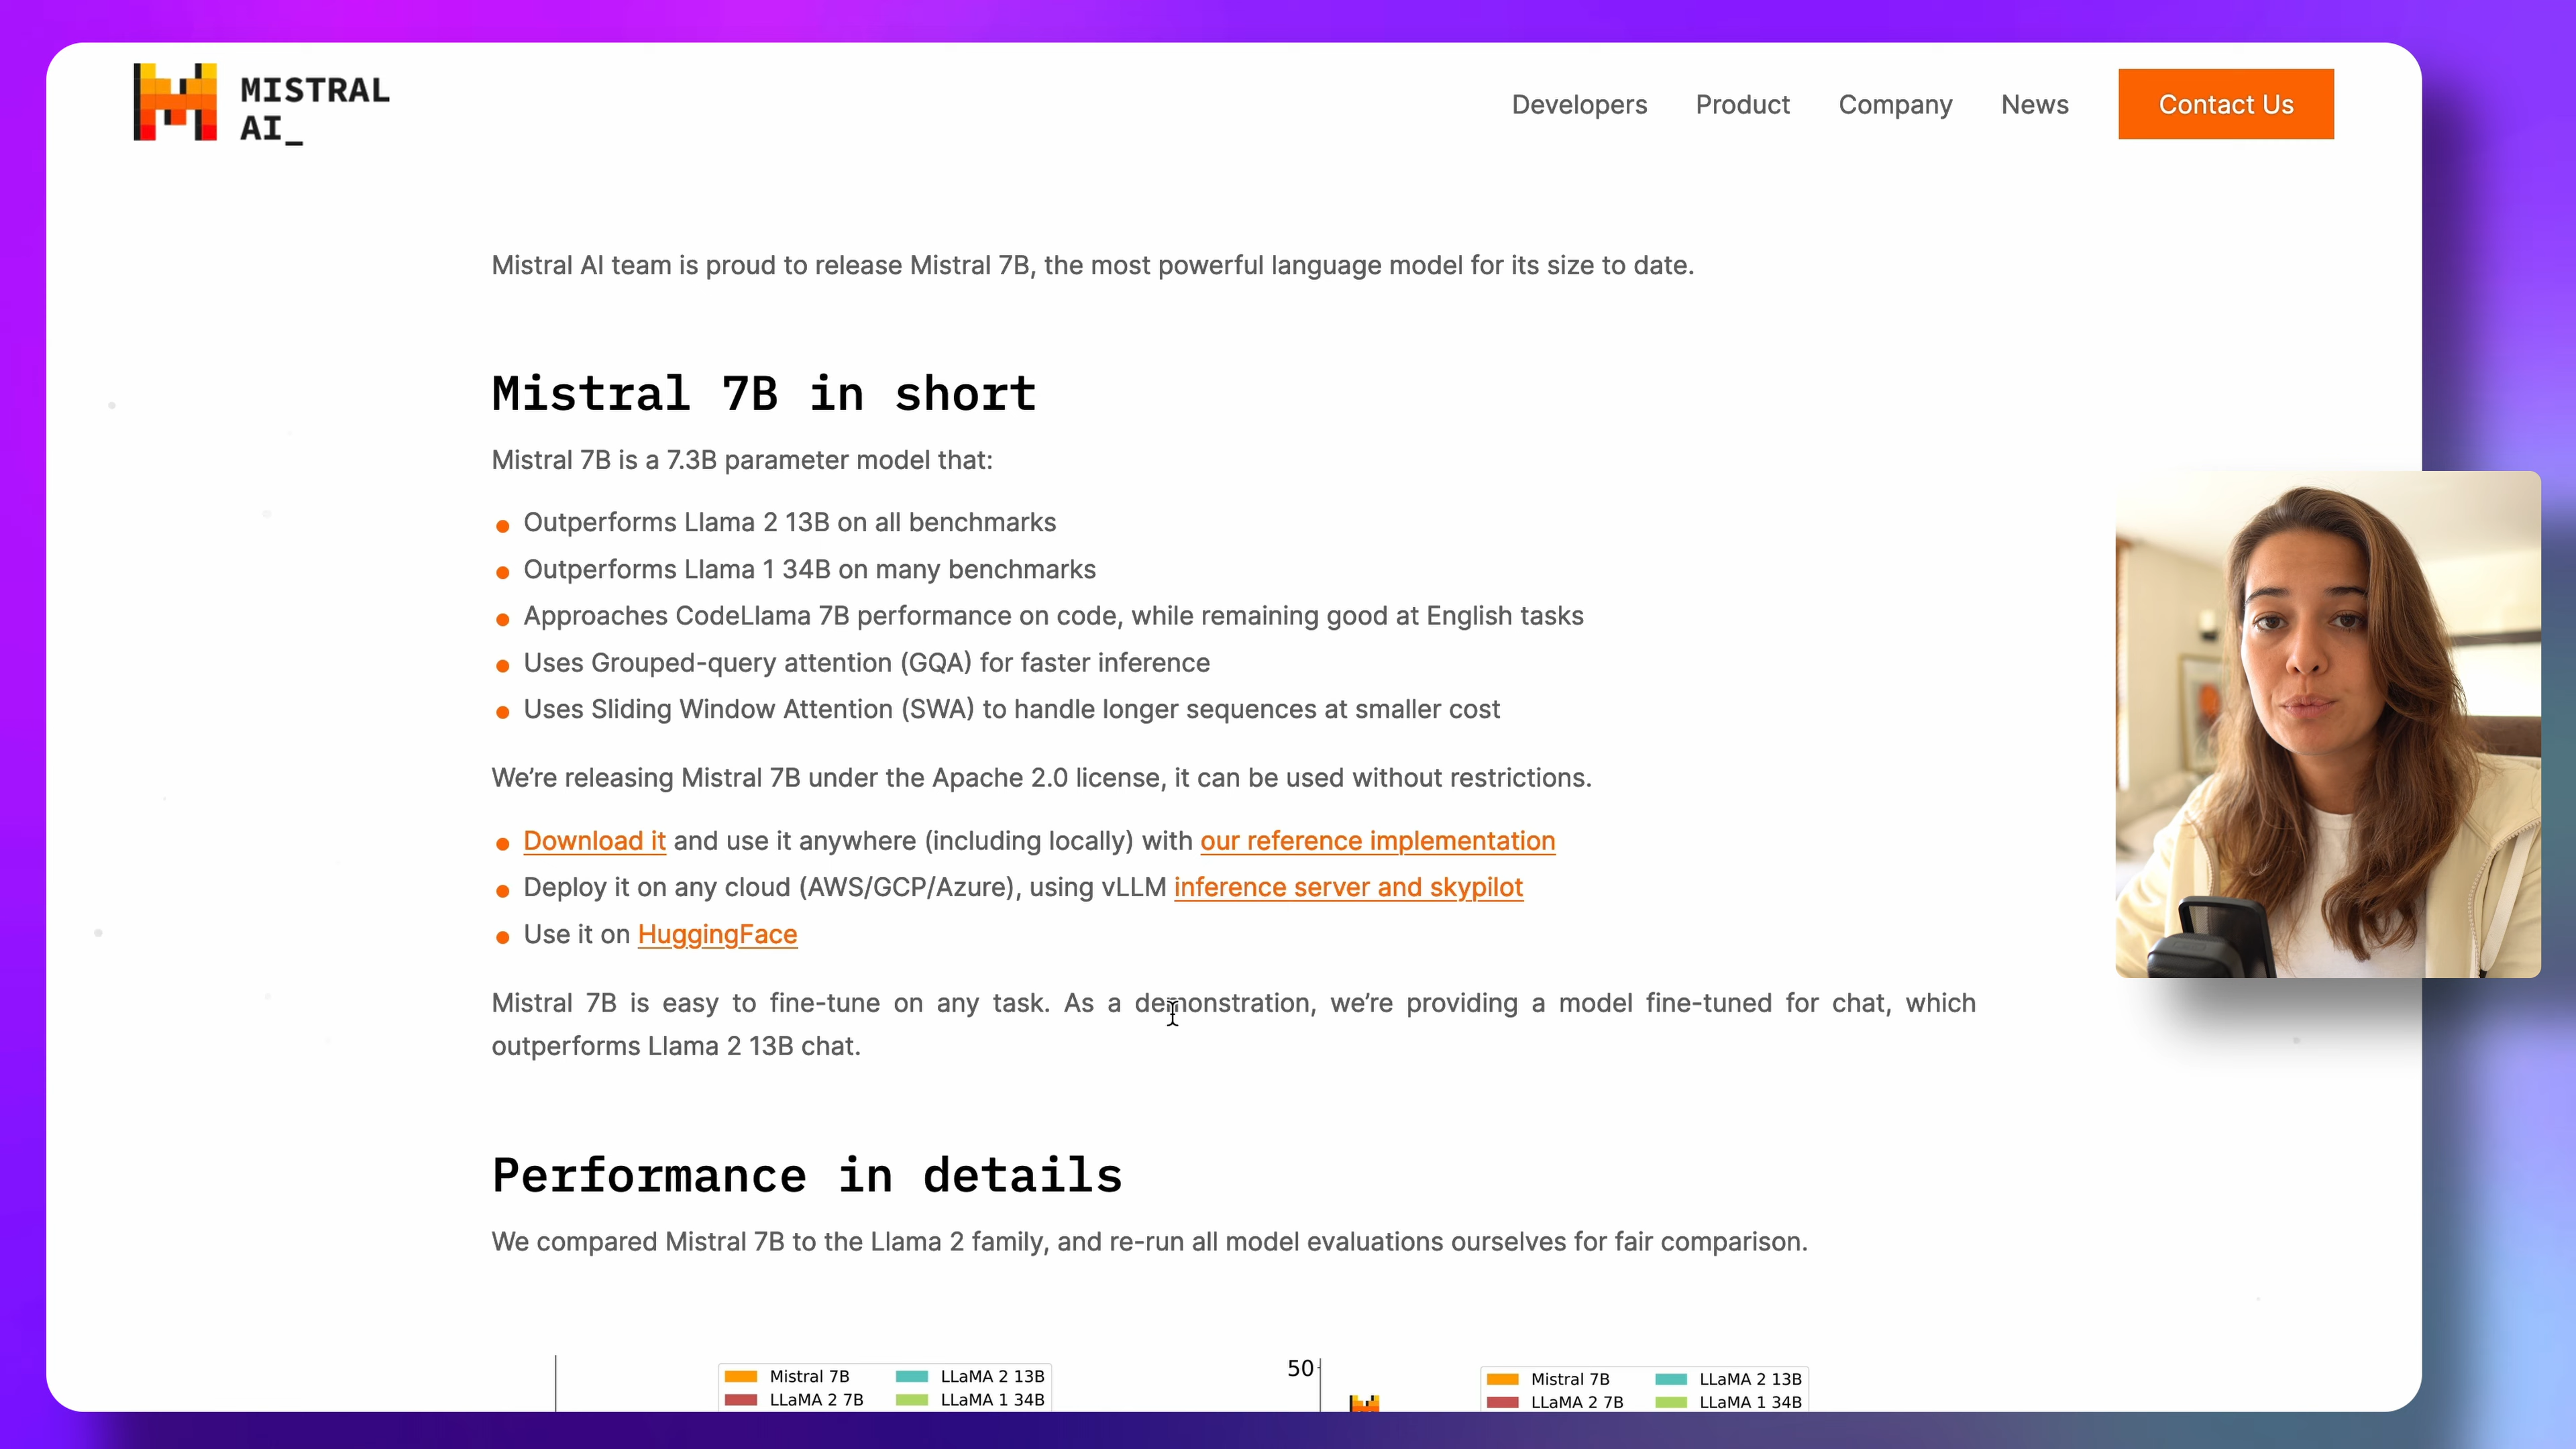 MISTRAL
AI_
Developers Product Company News Contact Us
Mistral AI team is proud to release Mistral 7B, the most powerful language model for its size to date.
Mistral 7B in short
Mistral 7B is a 7.3B parameter model that:
Outperforms Llama 2 13B on all benchmarks
Outperforms Llama 1 34B on many benchmarks
Approaches CodeLlama 7B performance on code, while remaining good at English tasks
Uses Grouped-query attention (GQA) for faster inference
Uses Sliding Window Attention (SWA) to handle longer sequences at smaller cost
We’re releasing Mistral 7B under the Apache 2.0 license, it can be used without restrictions.
Download it and use it anywhere (including locally) with our reference implementation
Deploy it on any cloud (AWS/GCP/Azure), using vLLM inference server and skypilot
Use it on HuggingFace
Mistral 7B is easy to fine-tune on any task. As a demonstration, we’re providing a model fine-tuned for chat, which
outperforms Llama 2 13B chat.
Performance in details
We compared Mistral 7B to the Llama 2 family, and re-run all model evaluations ourselves for fair comparison.
Mistral 7B LLaMA 2 13B
LLaMA 2 7B LLaMA 1 34B
50
Mistral 7B LLaMA 2 13B
LLaMA 2 7B LLaMA 1 34B